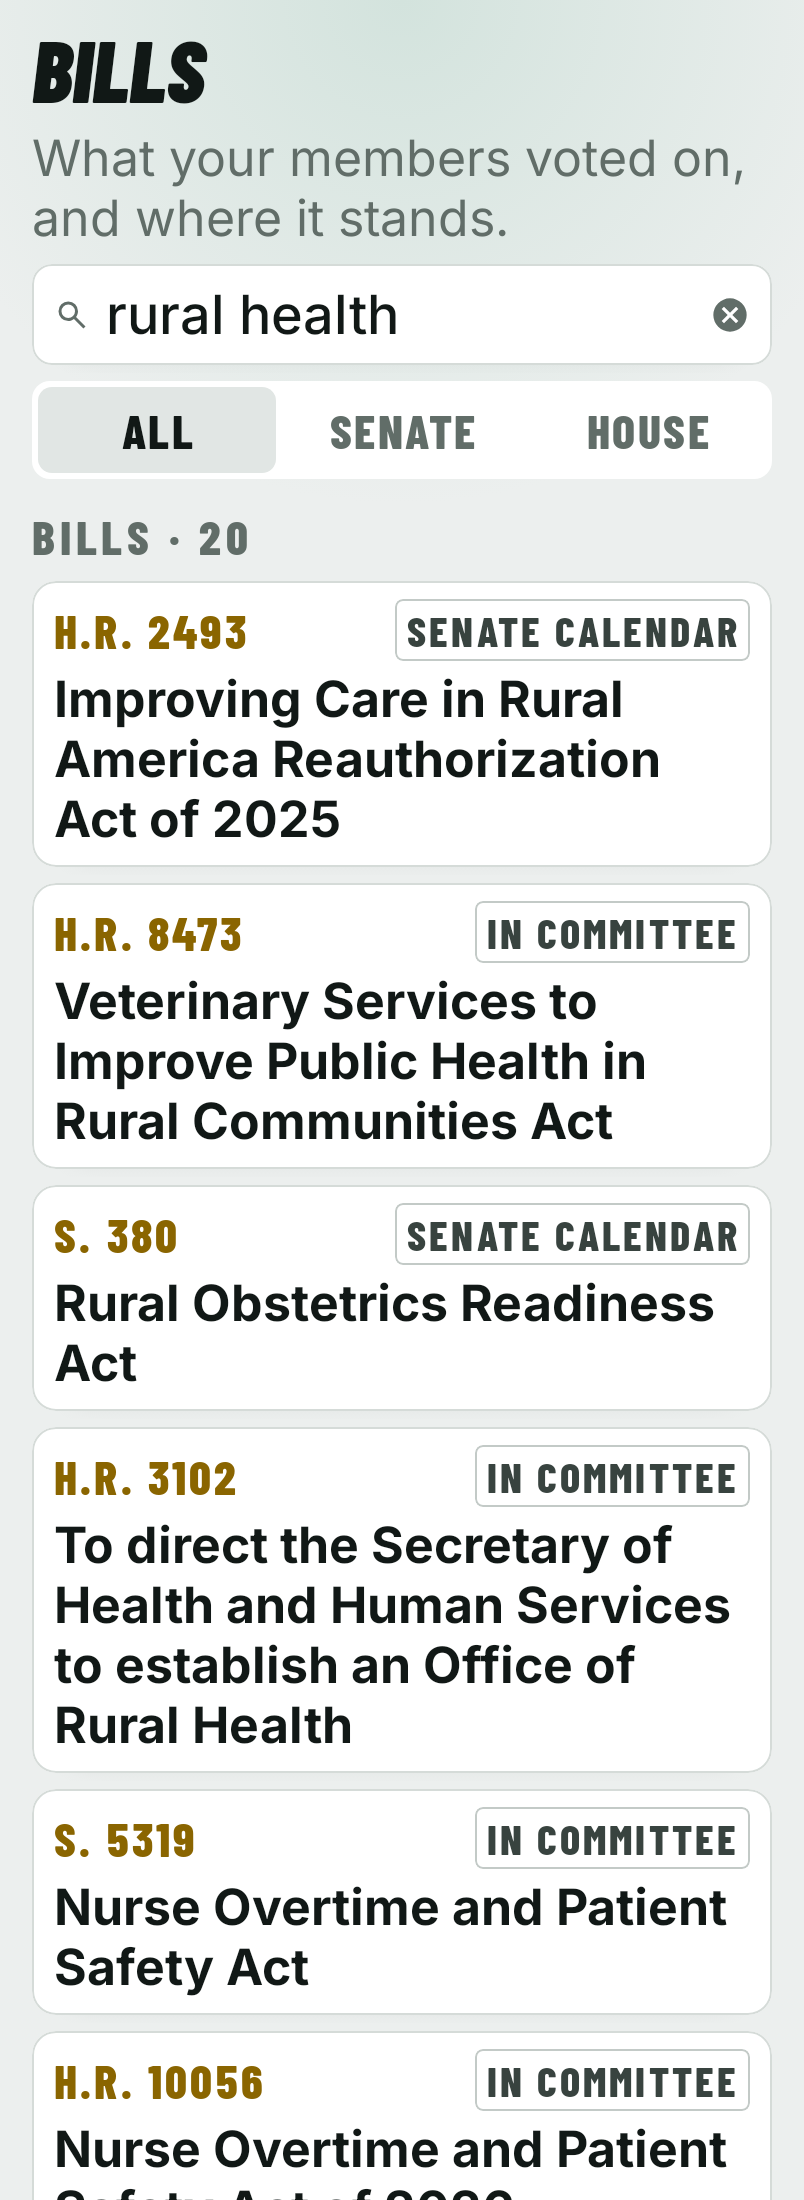 BILLS
What your members voted on,
and where it stands.
rural health
ALL SENATE HOUSE
BILLS · 20
H.R. 2493 SENATE CALENDAR
Improving Care in Rural
America Reauthorization
Act of 2025
H.R. 8473 IN COMMITTEE
Veterinary Services to
Improve Public Health in
Rural Communities Act
S. 380 SENATE CALENDAR
Rural Obstetrics Readiness
Act
H.R. 3102 IN COMMITTEE
To direct the Secretary of
Health and Human Services
to establish an Office of
Rural Health
S. 5319 IN COMMITTEE
Nurse Overtime and Patient
Safety Act
H.R. 10056 IN COMMITTEE
Nurse Overtime and Patient
Safety Act of